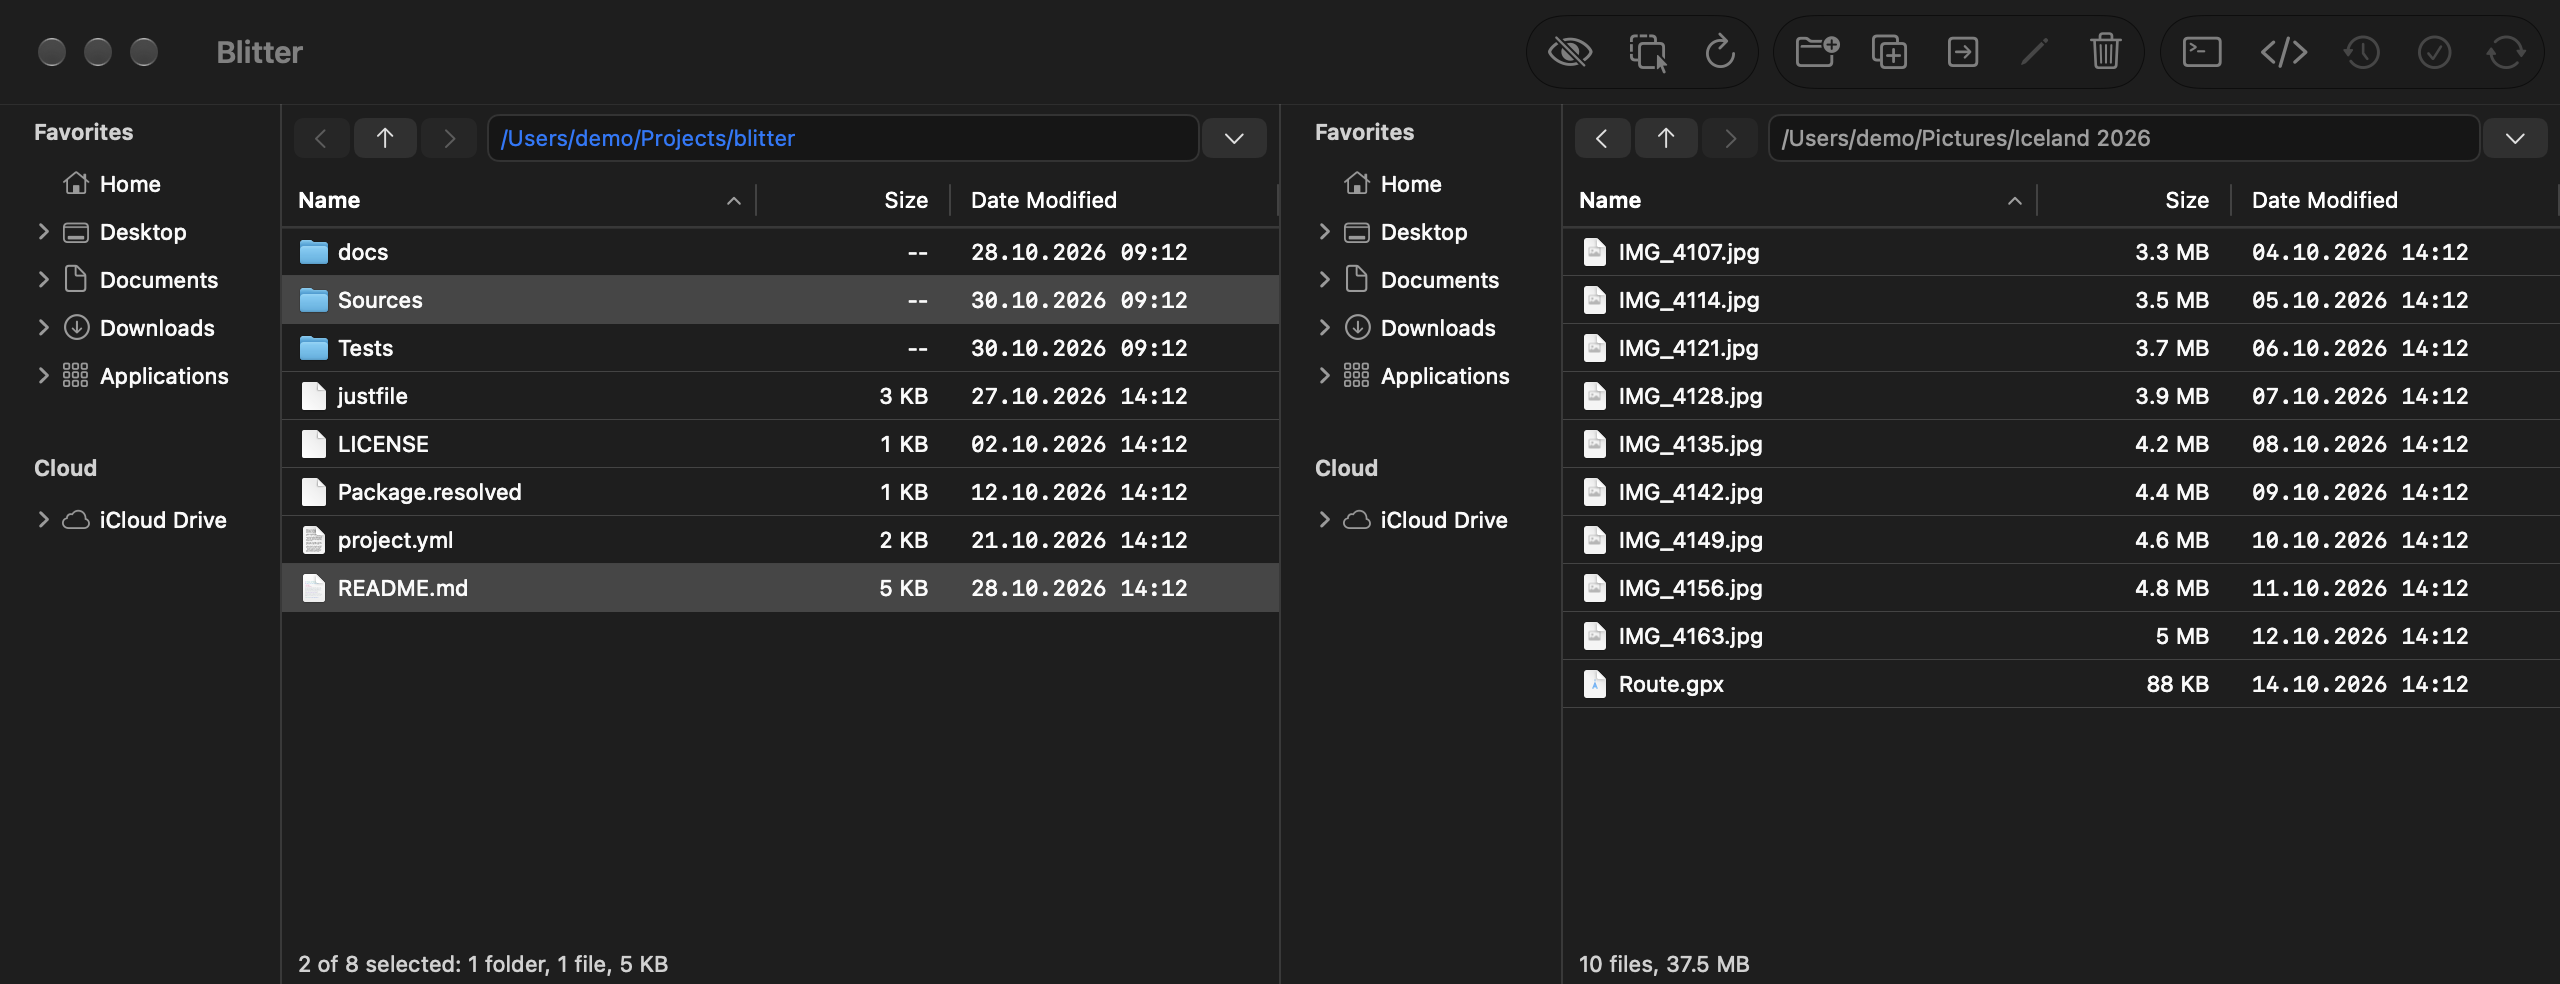 Blitter
Favorites
Home
Desktop
Documents
Downloads
Applications
Cloud
iCloud Drive
/Users/demo/Projects/blitter
Name Size Date Modified
docs -- 28.10.2026 09:12
Sources -- 30.10.2026 09:12
Tests -- 30.10.2026 09:12
justfile 3 KB 27.10.2026 14:12
LICENSE 1 KB 02.10.2026 14:12
Package.resolved 1 KB 12.10.2026 14:12
project.yml 2 KB 21.10.2026 14:12
README.md 5 KB 28.10.2026 14:12
2 of 8 selected: 1 folder, 1 file, 5 KB
Favorites
Home
Desktop
Documents
Downloads
Applications
Cloud
iCloud Drive
/Users/demo/Pictures/Iceland 2026
Name Size Date Modified
IMG_4107.jpg 3.3 MB 04.10.2026 14:12
IMG_4114.jpg 3.5 MB 05.10.2026 14:12
IMG_4121.jpg 3.7 MB 06.10.2026 14:12
IMG_4128.jpg 3.9 MB 07.10.2026 14:12
IMG_4135.jpg 4.2 MB 08.10.2026 14:12
IMG_4142.jpg 4.4 MB 09.10.2026 14:12
IMG_4149.jpg 4.6 MB 10.10.2026 14:12
IMG_4156.jpg 4.8 MB 11.10.2026 14:12
IMG_4163.jpg 5 MB 12.10.2026 14:12
Route.gpx 88 KB 14.10.2026 14:12
10 files, 37.5 MB